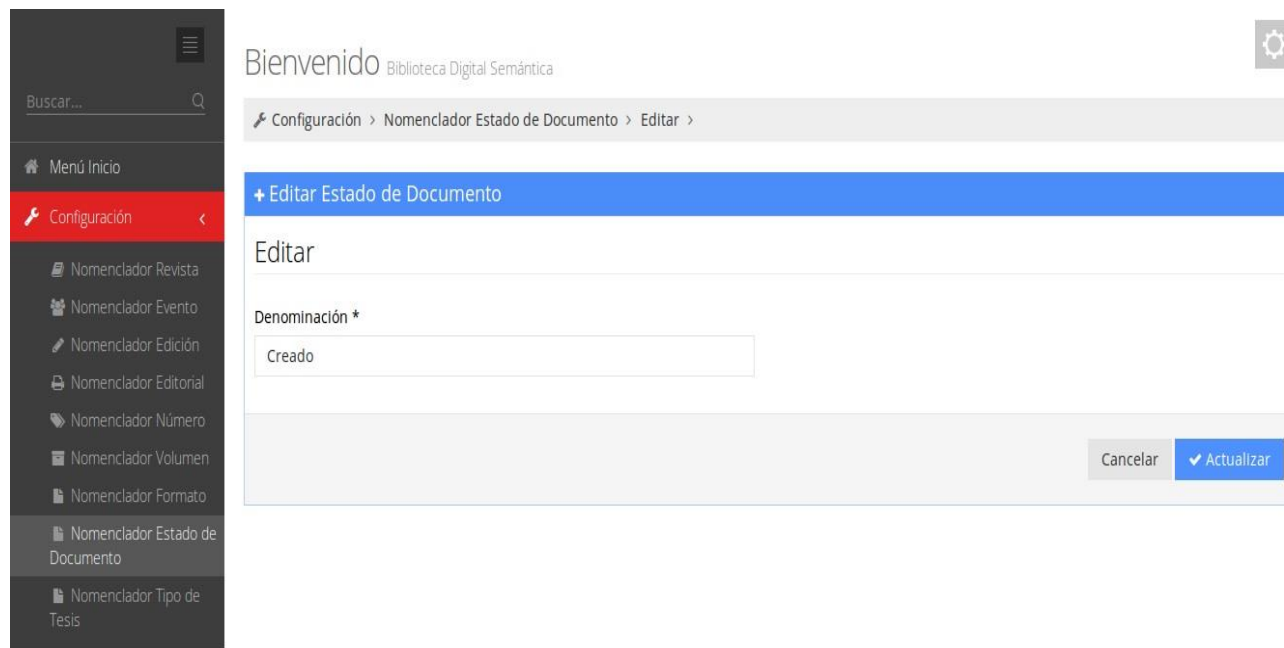 Buscar...
Menú Inicio
Configuración
Nomenclador Revista
Nomenclador Evento
Nomenclador Edición
Nomenclador Editorial
Nomenclador Número
Nomenclador Volumen
Nomenclador Formato
Nomenclador Estado de
Documento
Nomenclador Tipo de
Tesis
Bienvenido Biblioteca Digital Semántica
Configuración > Nomenclador Estado de Documento > Editar >
+ Editar Estado de Documento
Editar
Denominación *
Creado
Cancelar
Actualizar